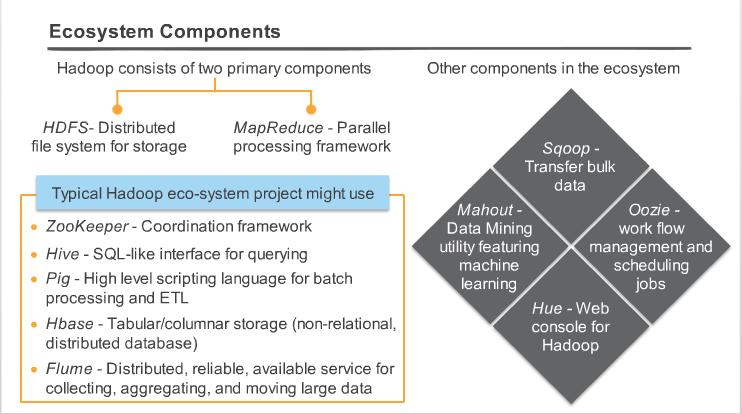 Ecosystem Components
Hadoop consists of two primary components
HDFS- Distributed
file system for storage
MapReduce - Parallel
processing framework
Typical Hadoop eco-system project might use
ZooKeeper - Coordination framework
Hive - SQL-like interface for querying
Pig - High level scripting language for batch
processing and ETL
Hbase - Tabular/columnar storage (non-relational,
distributed database)
Flume - Distributed, reliable, available service for
collecting, aggregating, and moving large data
Other components in the ecosystem
Sqoop -
Transfer bulk
data
Mahout -
Data Mining
utility featuring
machine
learning
Oozie -
work flow
management and
scheduling
jobs
Hue - Web
console for
Hadoop